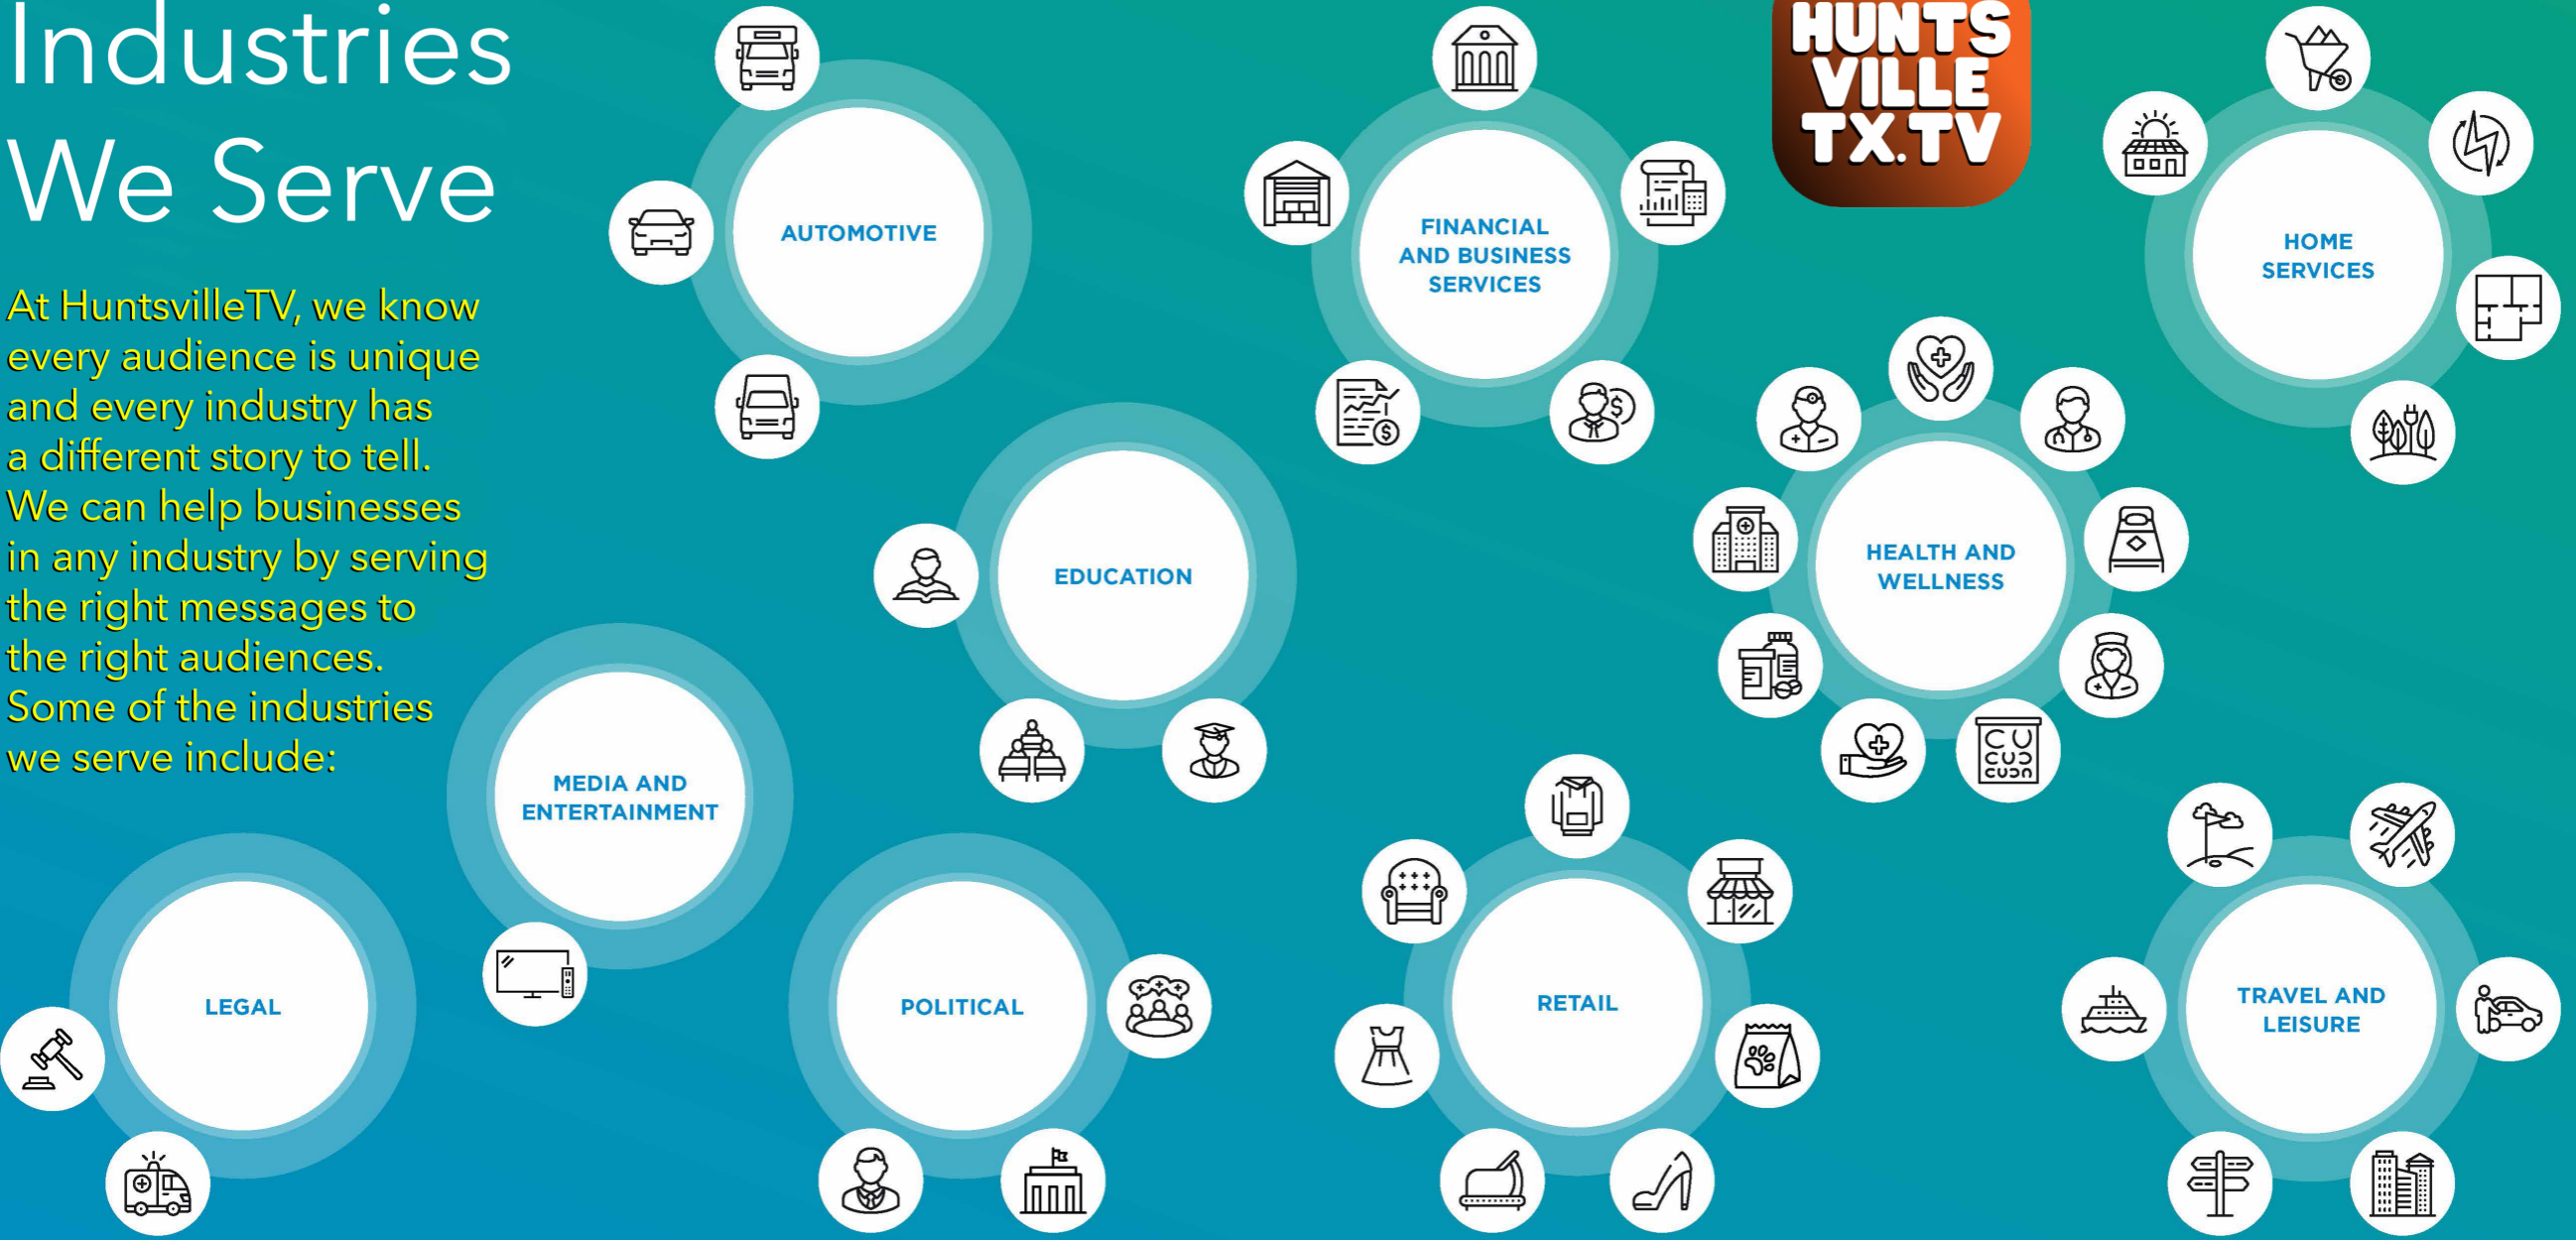 Industries
We Serve
At HuntsvilleTV, we know
every audience is unique
and every industry has
a different story to tell.
We can help businesses
in any industry by serving
the right messages to
the right audiences.
Some of the industries
we serve include:
HUNTS
VILLE
TX.TV
AUTOMOTIVE
FINANCIAL
AND BUSINESS
SERVICES
HOME
SERVICES
EDUCATION
HEALTH AND
WELLNESS
CU
CUC
CUCU
MEDIA AND
ENTERTAINMENT
LEGAL
POLITICAL
RETAIL
TRAVEL AND
LEISURE